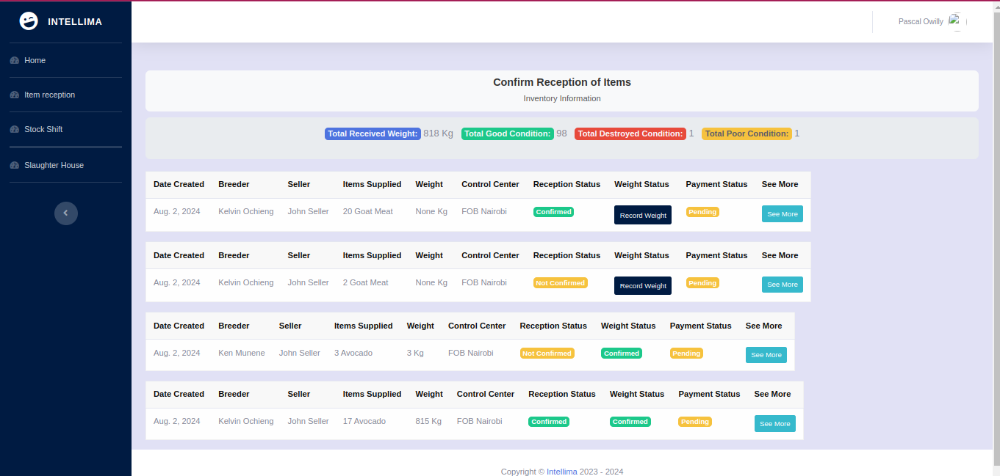 INTELLIMA
Pascal Owilly
Home
Item reception
Stock Shift
Slaughter House
Confirm Reception of Items
Inventory Information
Total Received Weight: 818 Kg Total Good Condition: 98 Total Destroyed Condition: 1 Total Poor Condition: 1
Date Created Breeder Seller Items Supplied Weight Control Center Reception Status Weight Status Payment Status See More
Aug. 2, 2024 Kelvin Ochieng John Seller 20 Goat Meat None Kg FOB Nairobi Confirmed Record Weight Pending See More
Date Created Breeder Seller Items Supplied Weight Control Center Reception Status Weight Status Payment Status See More
Aug. 2, 2024 Kelvin Ochieng John Seller 2 Goat Meat None Kg FOB Nairobi Not Confirmed Record Weight Pending See More
Date Created Breeder Seller Items Supplied Weight Control Center Reception Status Weight Status Payment Status See More
Aug. 2, 2024 Ken Munene John Seller 3 Avocado 3 Kg FOB Nairobi Not Confirmed Confirmed Pending See More
Date Created Breeder Seller Items Supplied Weight Control Center Reception Status Weight Status Payment Status See More
Aug. 2, 2024 Kelvin Ochieng John Seller 17 Avocado 815 Kg FOB Nairobi Confirmed Confirmed Pending See More
Copyright © Intellima 2023 - 2024